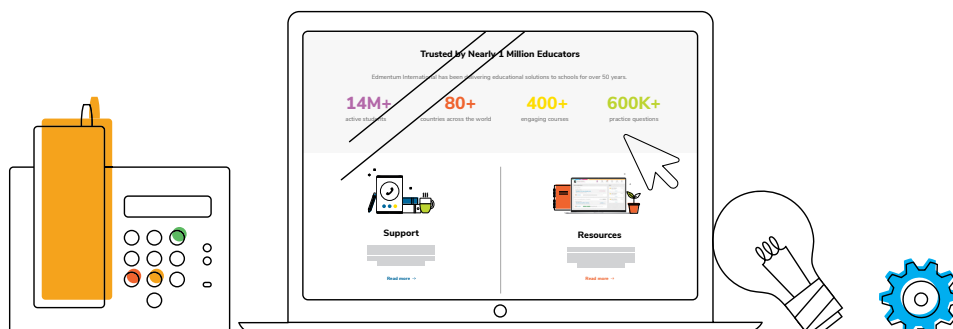 Trusted by Nearly 1 Million Educators
Edmentum International has been delivering educational solutions to schools for over 50 years.
14M+ 80+ 400+ 600K+
active students countries across the world engaging courses practice questions
Support Resources
Read more → Read more →